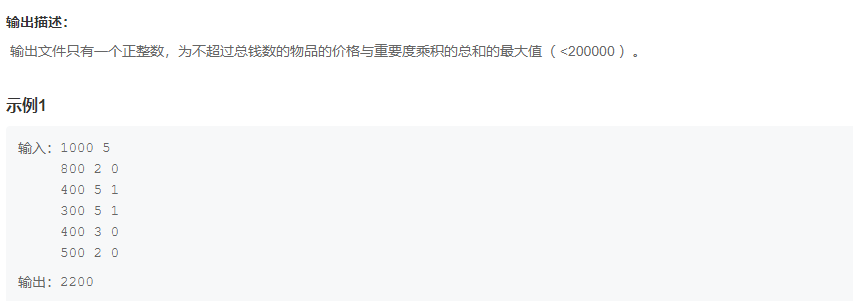 输出描述：
输出文件只有一个正整数，为不超过总钱数的物品的价格与重要度乘积的总和的最大值（ <200000 ）。
示例1
输入：1000 5
800 2 0
400 5 1
300 5 1
400 3 0
500 2 0
输出：2200